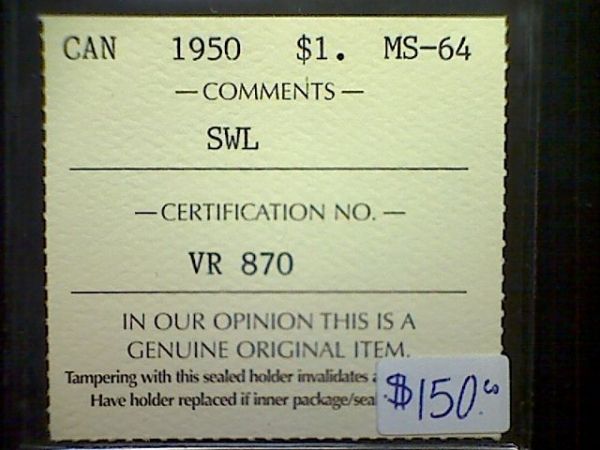 CAN 1950 $1. MS-64
— COMMENTS —
SWL
— CERTIFICATION NO. —
VR 870
IN OUR OPINION THIS IS A
GENUINE ORIGINAL ITEM.
Tampering with this sealed holder invalidates
Have holder replaced if inner package/sea
$150.00